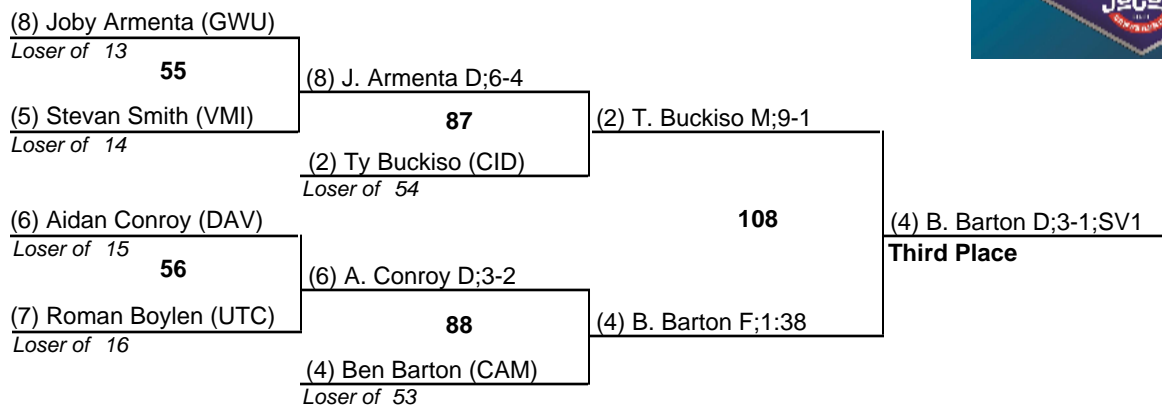 (8) Joby Armenta (GWU)
Loser of 13
55
(8) J. Armenta D;6-4
(5) Stevan Smith (VMI)
Loser of 14
87
(2) T. Buckiso M;9-1
(2) Ty Buckiso (CID)
Loser of 54
(6) Aidan Conroy (DAV)
Loser of 15
108
(4) B. Barton D;3-1;SV1
Third Place
56
(6) A. Conroy D;3-2
(7) Roman Boylen (UTC)
Loser of 16
88
(4) B. Barton F;1:38
(4) Ben Barton (CAM)
Loser of 53